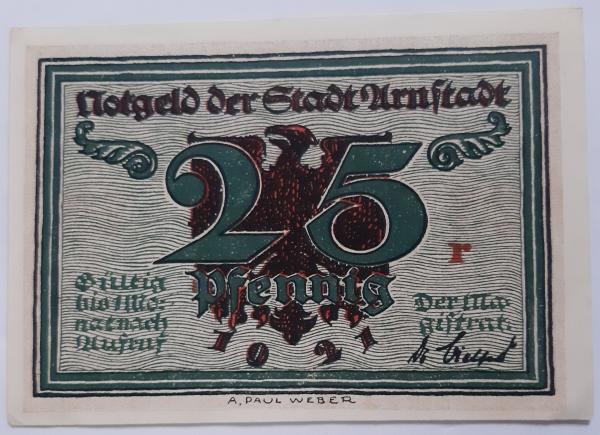 Notgeld der Stadt Arnstadt
25
r
Pfennig
Gültig
bis 1 Mo-
nat nach
Aufruf
Der Ma-
gistrat.
1921
A. PAUL WEBER